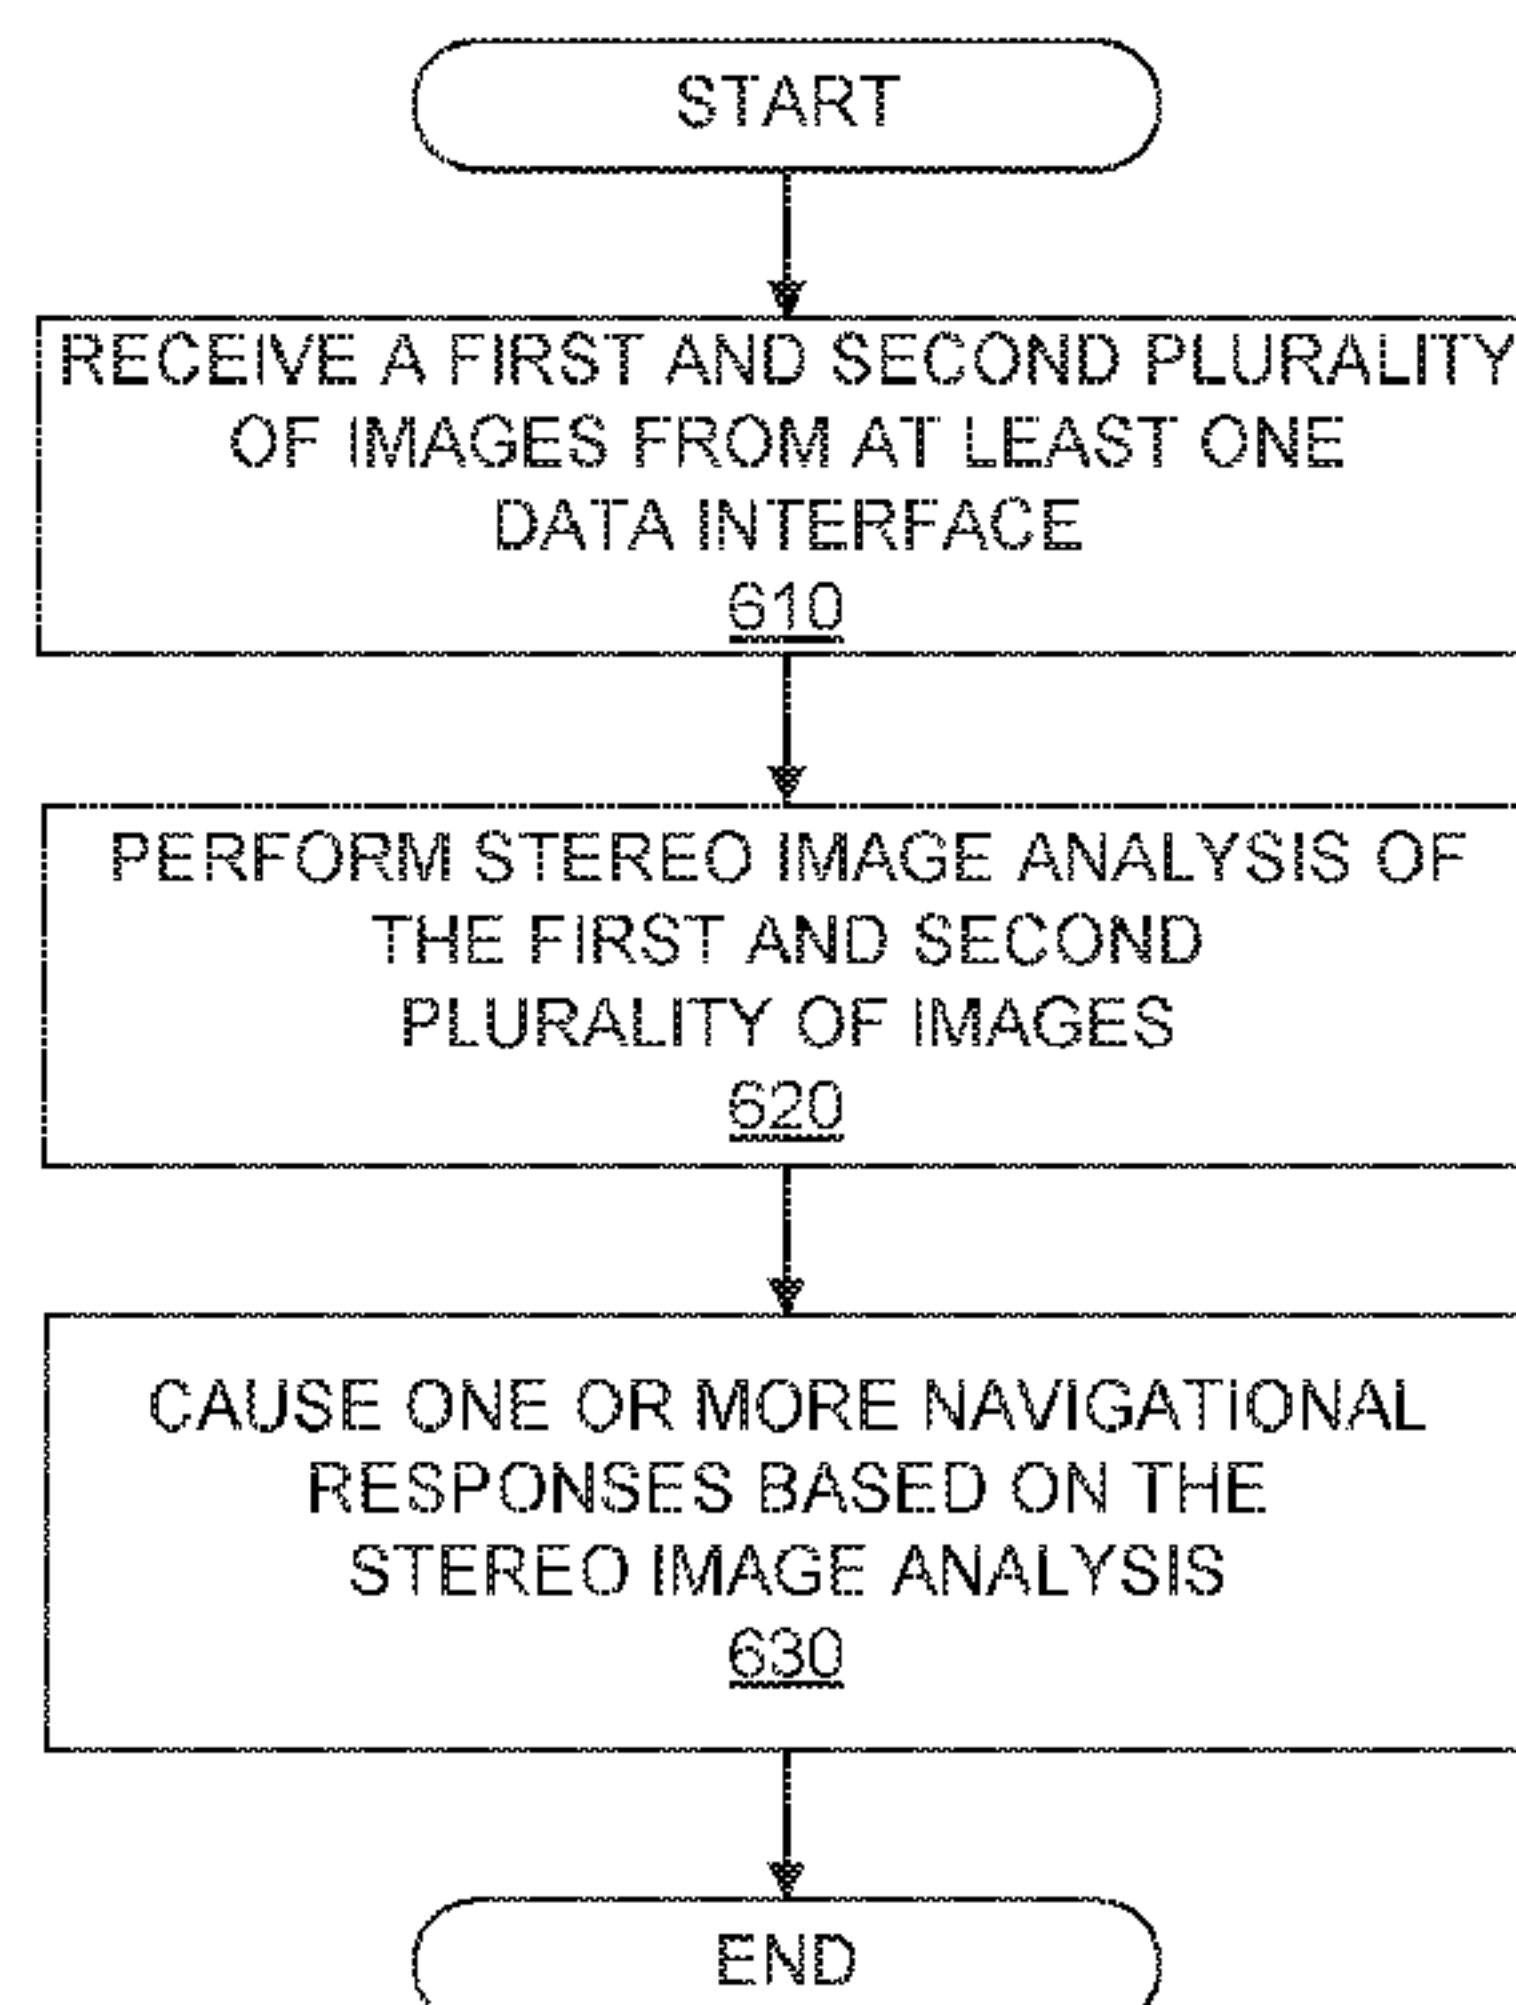 START
RECEIVE A FIRST AND SECOND PLURALITY
OF IMAGES FROM AT LEAST ONE
DATA INTERFACE
610
PERFORM STEREO IMAGE ANALYSIS OF
THE FIRST AND SECOND
PLURALITY OF IMAGES
620
CAUSE ONE OR MORE NAVIGATIONAL
RESPONSES BASED ON THE
STEREO IMAGE ANALYSIS
630
END